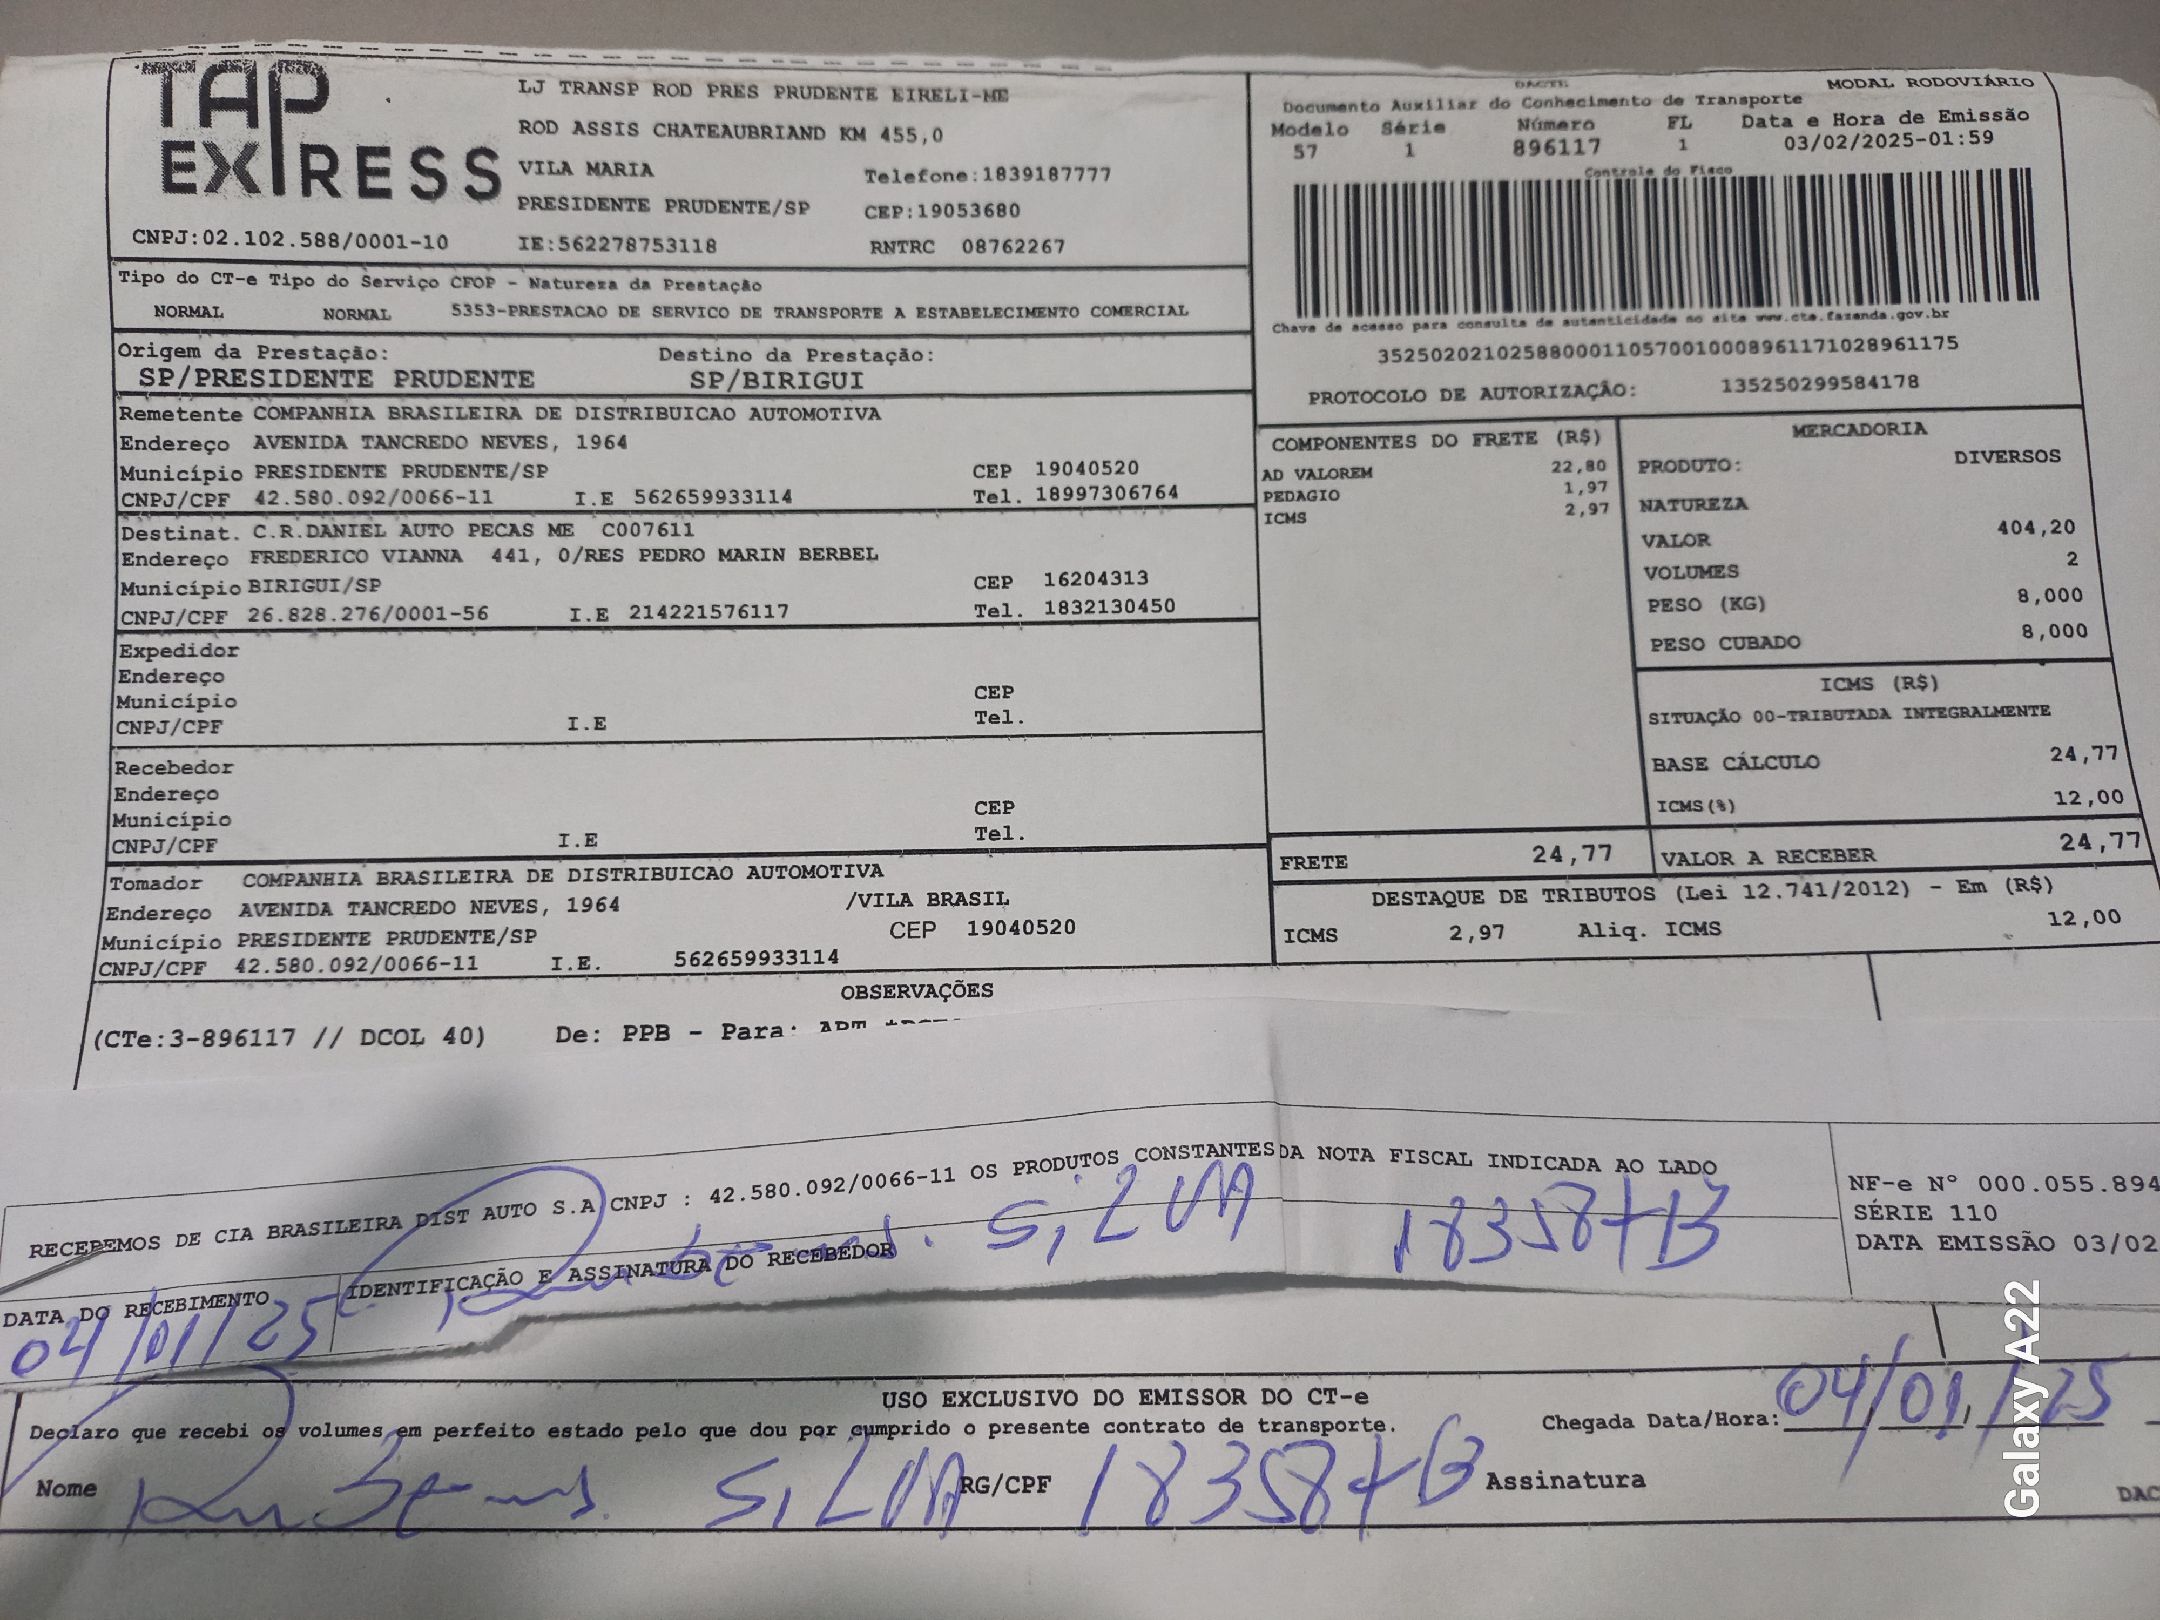 TAP EXPRESS
CNPJ:02.102.588/0001-10
LJ TRANSP ROD PRES PRUDENTE EIRELI-ME
ROD ASSIS CHATEAUBRIAND KM 455,0
VILA MARIA Telefone:1839187777
PRESIDENTE PRUDENTE/SP CEP:19053680
IE:562278753118 RNTRC 08762267
DACTE MODAL RODOVIÁRIO
Documento Auxiliar do Conhecimento de Transporte
Modelo Série Número FL Data e Hora de Emissão
57 1 896117 1 03/02/2025-01:59
Controle do Fisco
Chave de acesso para consulta de autenticidade no site www.cte.fazenda.gov.br
35250202102588000110570010008961171028961175
PROTOCOLO DE AUTORIZAÇÃO: 135250299584178
Tipo do CT-e Tipo do Serviço CFOP - Natureza da Prestação
NORMAL NORMAL 5353-PRESTACAO DE SERVICO DE TRANSPORTE A ESTABELECIMENTO COMERCIAL
Origem da Prestação: Destino da Prestação:
SP/PRESIDENTE PRUDENTE SP/BIRIGUI
Remetente COMPANHIA BRASILEIRA DE DISTRIBUICAO AUTOMOTIVA
Endereço AVENIDA TANCREDO NEVES, 1964
Município PRESIDENTE PRUDENTE/SP CEP 19040520
CNPJ/CPF 42.580.092/0066-11 I.E 562659933114 Tel. 18997306764
Destinat. C.R.DANIEL AUTO PECAS ME C007611
Endereço FREDERICO VIANNA 441, 0/RES PEDRO MARIN BERBEL
Município BIRIGUI/SP CEP 16204313
CNPJ/CPF 26.828.276/0001-56 I.E 214221576117 Tel. 1832130450
Expedidor
Endereço
Município CEP
CNPJ/CPF I.E Tel.
Recebedor
Endereço
Município CEP
CNPJ/CPF I.E Tel.
Tomador COMPANHIA BRASILEIRA DE DISTRIBUICAO AUTOMOTIVA
Endereço AVENIDA TANCREDO NEVES, 1964 /VILA BRASIL
Município PRESIDENTE PRUDENTE/SP CEP 19040520
CNPJ/CPF 42.580.092/0066-11 I.E. 562659933114
COMPONENTES DO FRETE (R$)
AD VALOREM 22,80
PEDAGIO 1,97
ICMS 2,97
MERCADORIA
PRODUTO: DIVERSOS
NATUREZA
VALOR 404,20
VOLUMES 2
PESO (KG) 8,000
PESO CUBADO 8,000
ICMS (R$)
SITUAÇÃO 00-TRIBUTADA INTEGRALMENTE
BASE CÁLCULO 24,77
ICMS(%) 12,00
FRETE 24,77 VALOR A RECEBER 24,77
DESTAQUE DE TRIBUTOS (Lei 12.741/2012) - Em (R$)
ICMS 2,97 Aliq. ICMS 12,00
OBSERVAÇÕES
(CTe:3-896117 // DCOL 40) De: PPB - Para:
RECEBEMOS DE CIA BRASILEIRA DIST AUTO S.A CNPJ : 42.580.092/0066-11 OS PRODUTOS CONSTANTES DA NOTA FISCAL INDICADA AO LADO
NF-e N° 000.055.894
SÉRIE 110
DATA EMISSÃO 03/02
DATA DO RECEBIMENTO IDENTIFICAÇÃO E ASSINATURA DO RECEBEDOR
04/01/25 Rubens. SiLVA
USO EXCLUSIVO DO EMISSOR DO CT-e
Declaro que recebi os volumes em perfeito estado pelo que dou por cumprido o presente contrato de transporte. Chegada Data/Hora: 04/01/25
Nome Rubens. SiLVA RG/CPF Assinatura
DAC
Galaxy A22